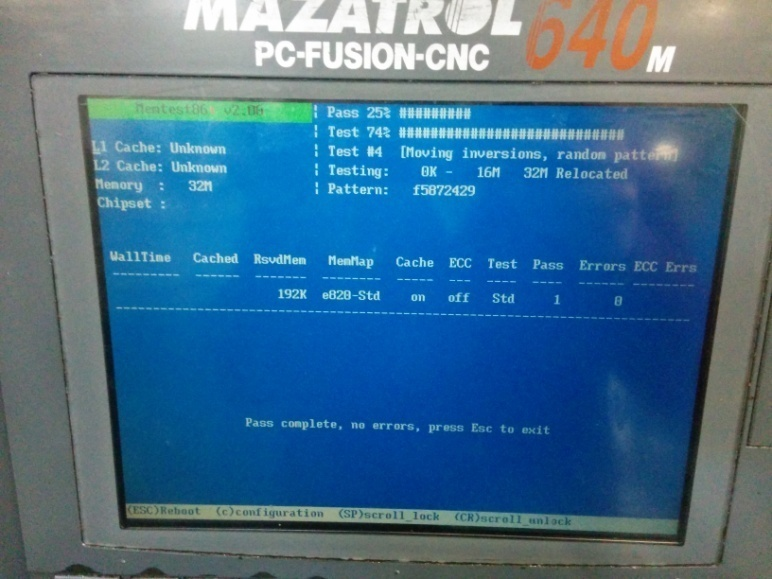 MAZATROL 640 M
PC-FUSION-CNC
Memtest86 v2.00 | Pass 25% #########
| Test 74% #############################
L1 Cache: Unknown | Test #4 [Moving inversions, random pattern]
L2 Cache: Unknown | Testing: 0K - 16M 32M Relocated
Memory : 32M | Pattern: f5872429
Chipset :
WallTime Cached RsvdMem MemMap Cache ECC Test Pass Errors ECC Errs
--------- ------ ------- -------- ----- --- ---- ---- ------ --------
192K e820-Std on off Std 1 0
Pass complete, no errors, press Esc to exit
(ESC)Reboot (c)configuration (SP)scroll_lock (CR)scroll_unlock